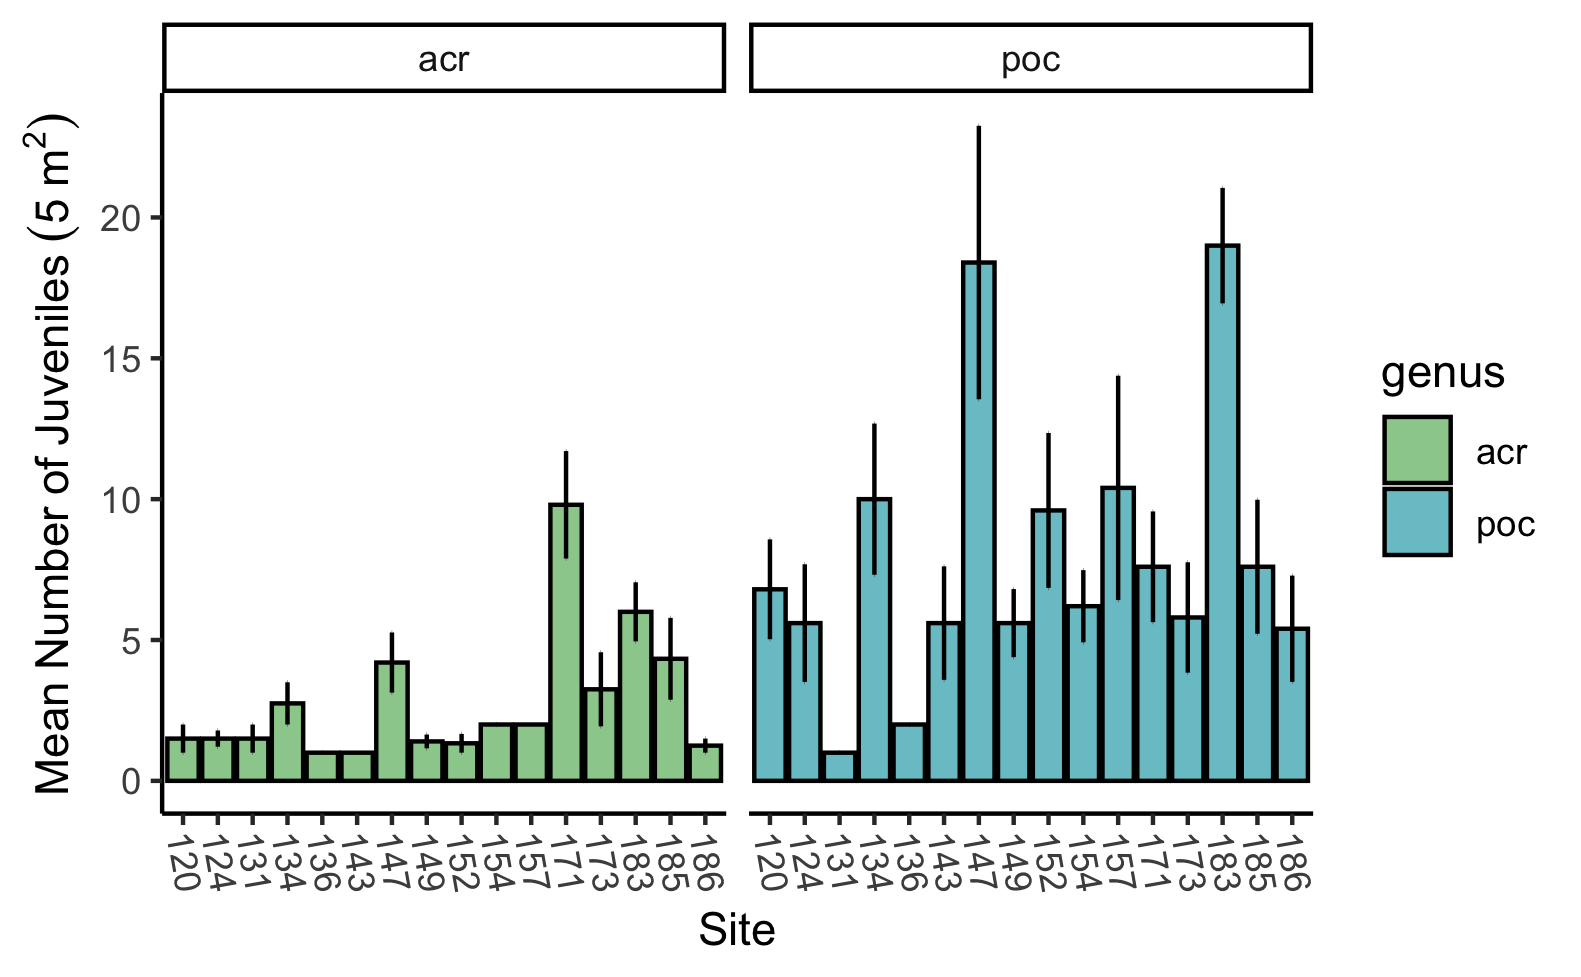 acr poc
Mean Number of Juveniles (5 m²)
20
15
10
5
0
120 124 131 134 136 143 147 149 152 154 157 171 173 183 185 186
120 124 131 134 136 143 147 149 152 154 157 171 173 183 185 186
Site
genus
acr
poc